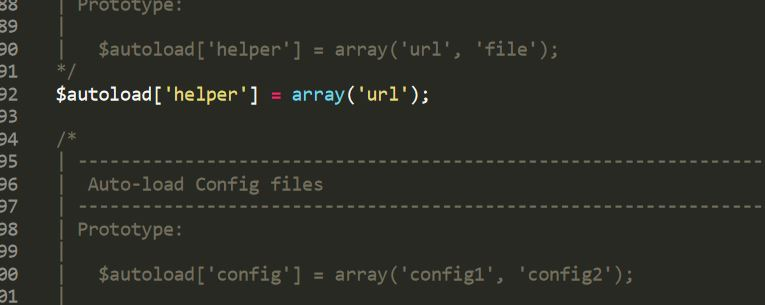 88 | Prototype:
89 |
90 |   $autoload['helper'] = array('url', 'file');
91 */
92 $autoload['helper'] = array('url');
93
94 /*
95 | -------------------------------------------------------------------
96 |  Auto-load Config files
97 | -------------------------------------------------------------------
98 | Prototype:
99 |
00 |   $autoload['config'] = array('config1', 'config2');
01 |